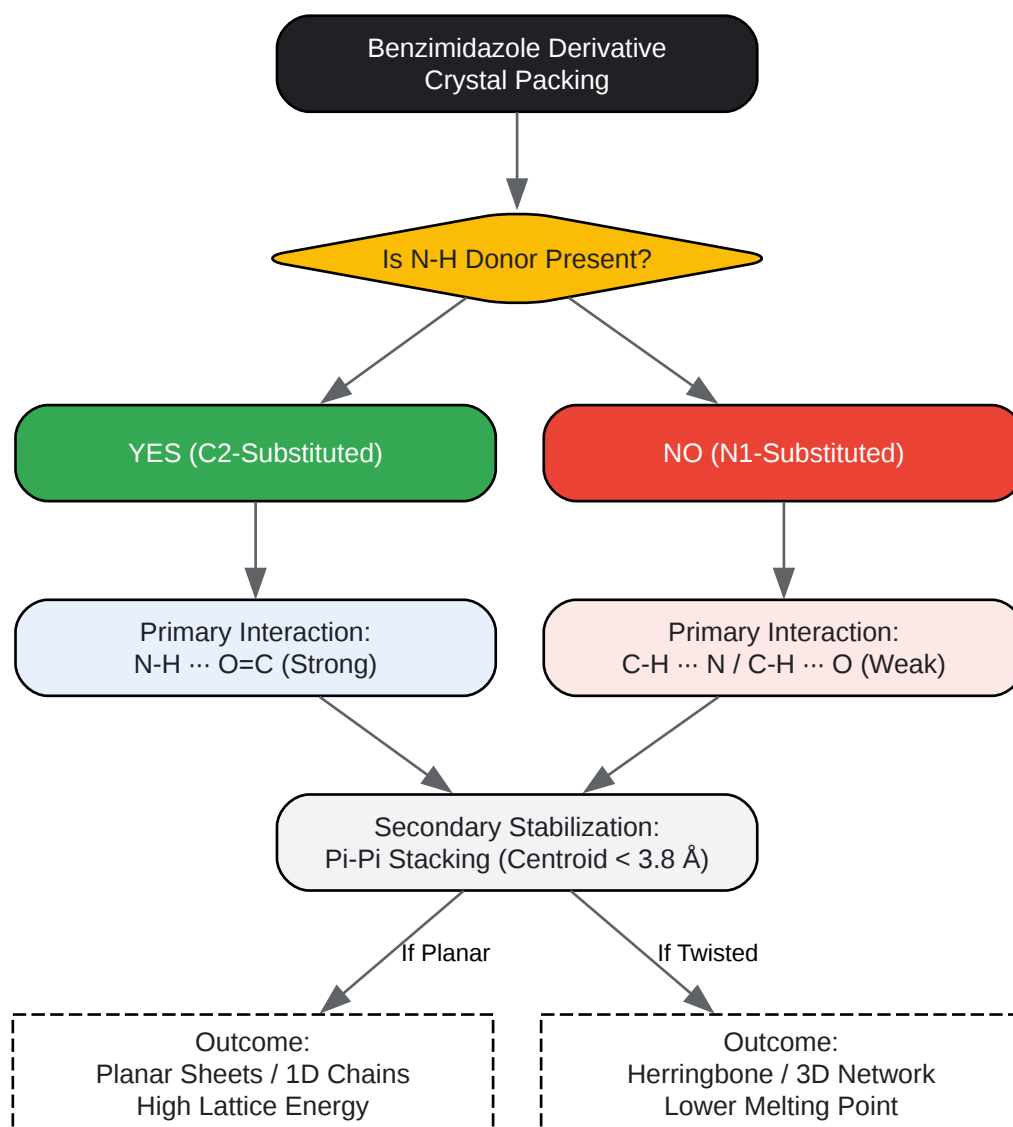 Benzimidazole Derivative
Crystal Packing
Is N-H Donor Present?
YES (C2-Substituted)
NO (N1-Substituted)
Primary Interaction:
N-H ··· O=C (Strong)
Primary Interaction:
C-H ··· N / C-H ··· O (Weak)
Secondary Stabilization:
Pi-Pi Stacking (Centroid < 3.8 Å)
If Planar
If Twisted
Outcome:
Planar Sheets / 1D Chains
High Lattice Energy
Outcome:
Herringbone / 3D Network
Lower Melting Point